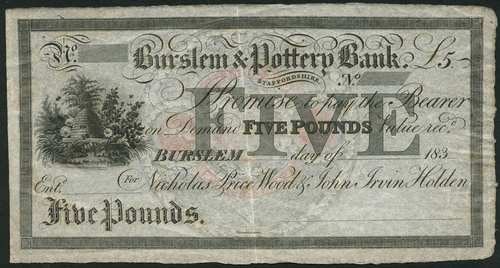 No. Burslem & Pottery Bank. £5-
STAFFORDSHIRE. No.
I Promise to pay the Bearer
on Demand FIVE POUNDS Value rec.d
FIVE
BURSLEM day of 183
Ent. (For Nicholas Price Wood & John Irvin Holden
Five Pounds.